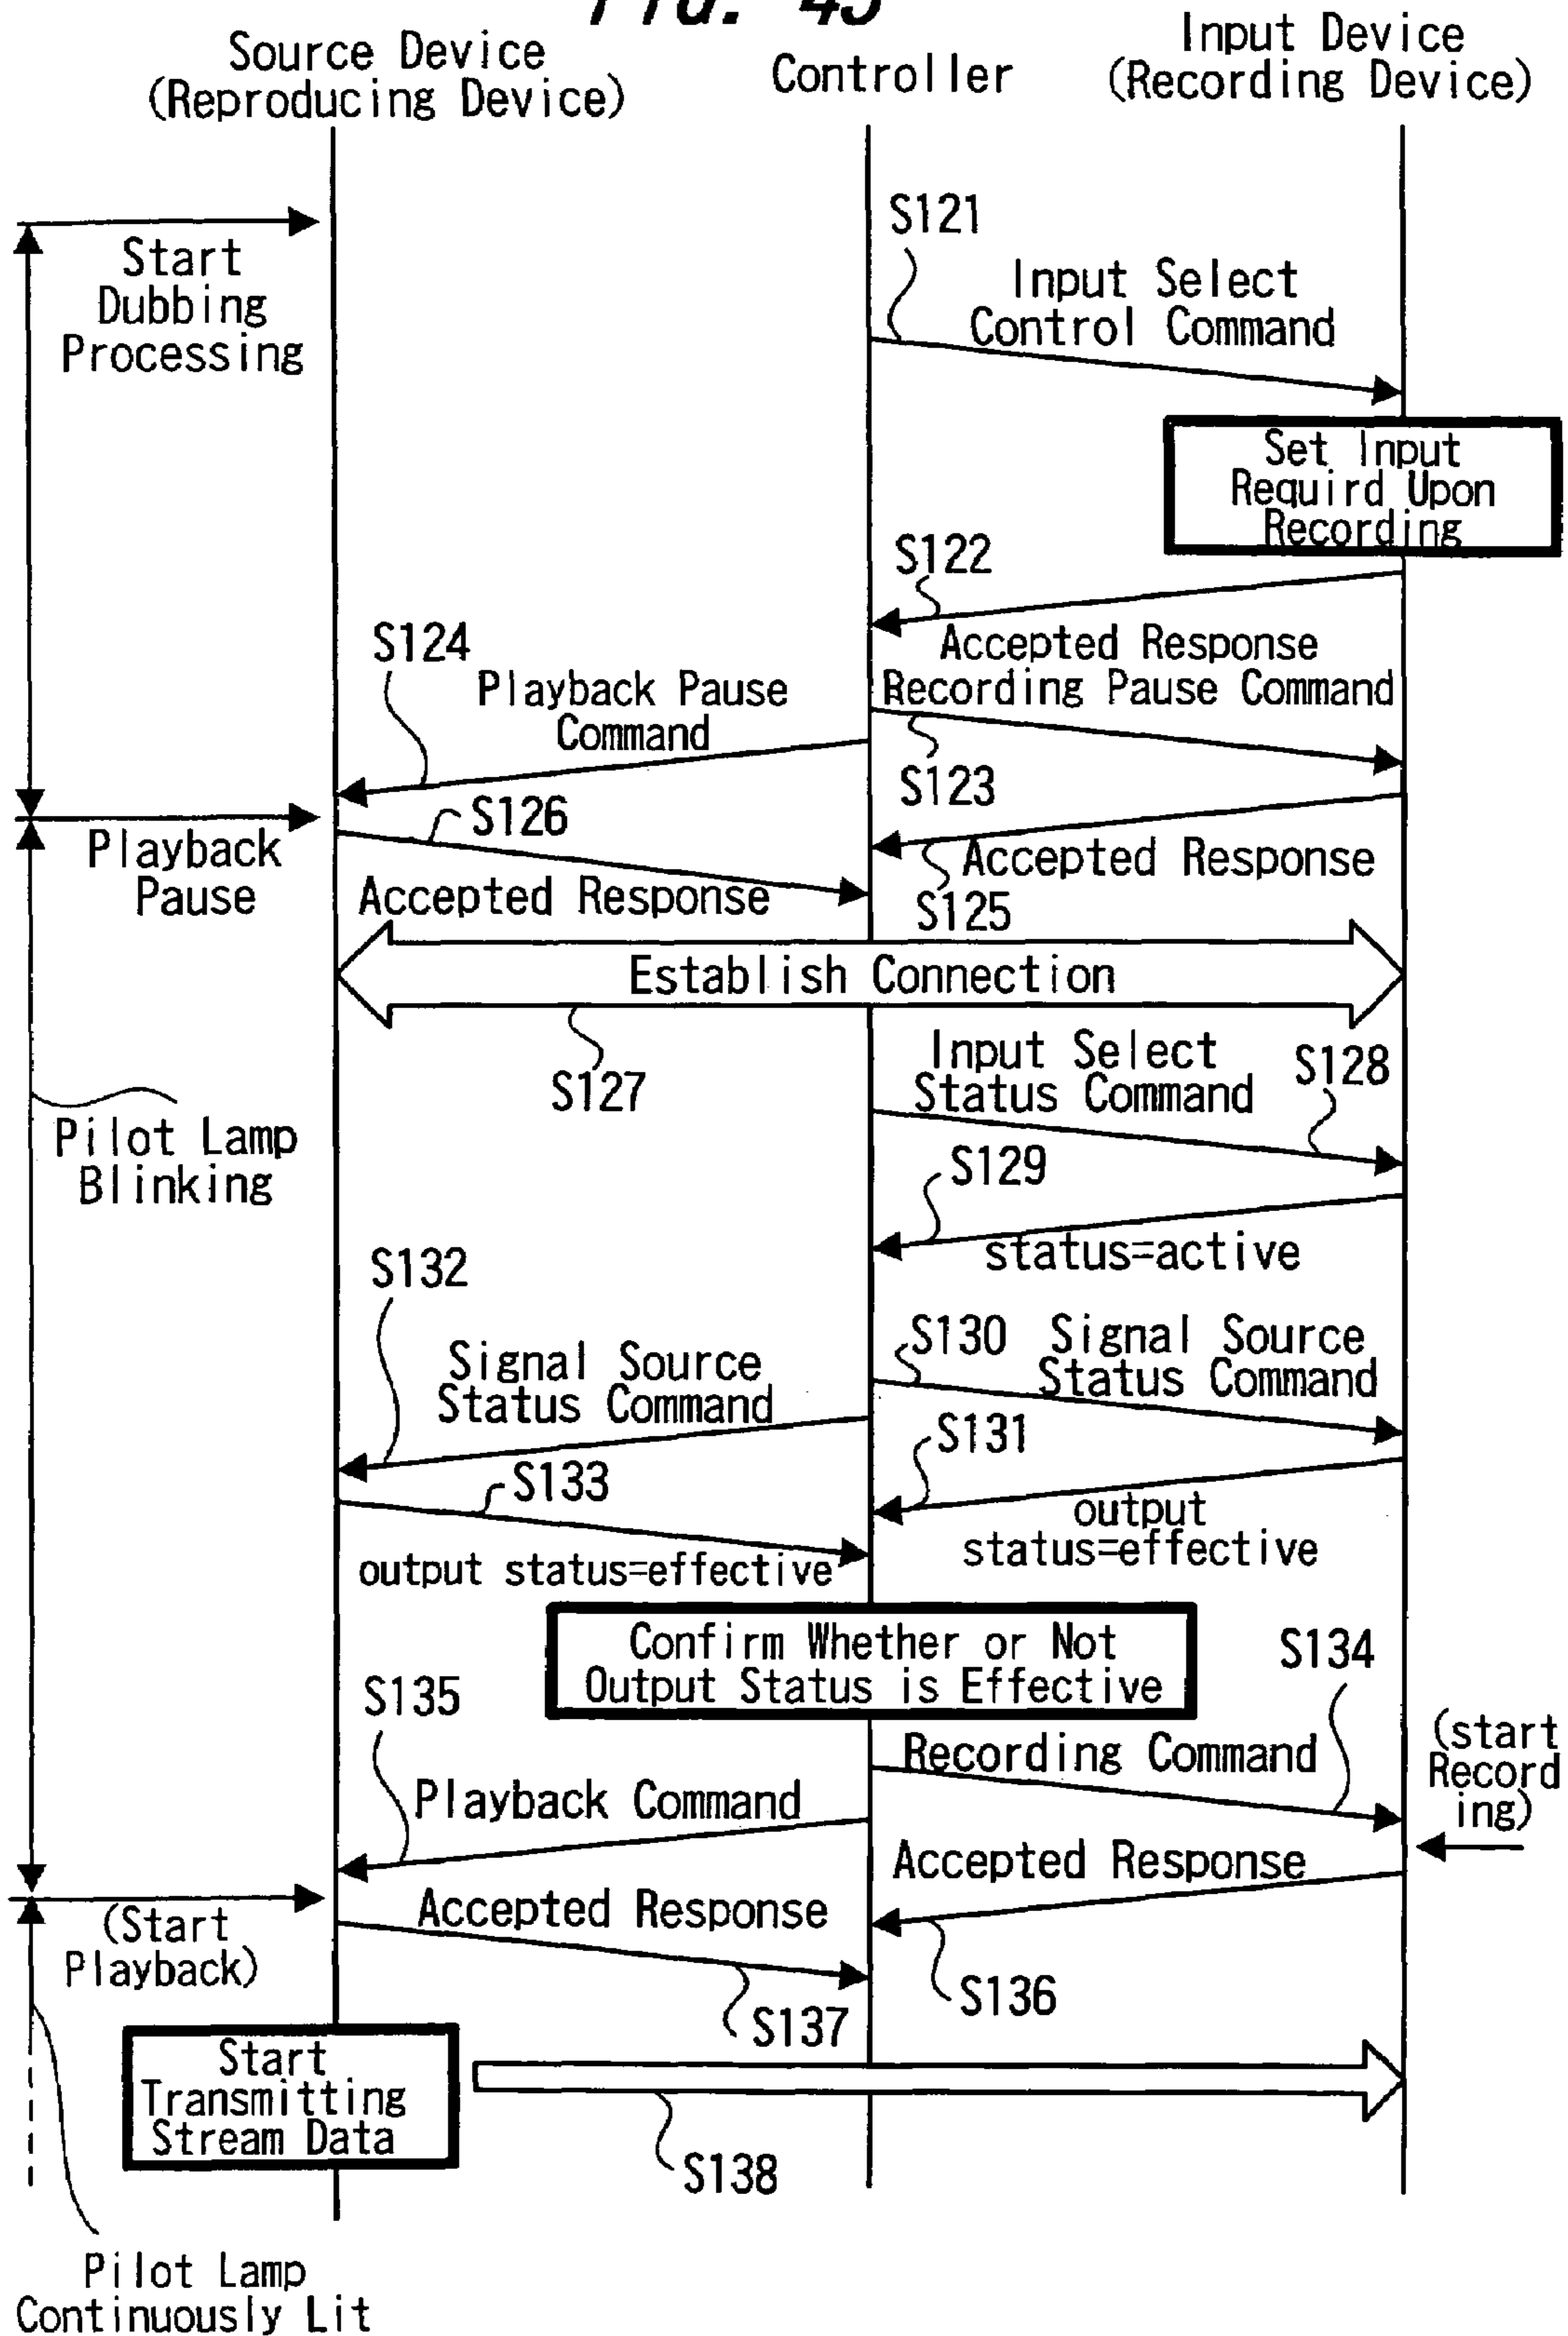 FIG. 45
Source Device
(Reproducing Device)
Controller
Input Device
(Recording Device)
S121
Start
Dubbing
Processing
Input Select
Control Command
Set Input
Requird Upon
Recording
S122
Accepted Response
S124
Playback Pause
Command
Recording Pause Command
S123
S126
Playback
Pause
Accepted Response
Accepted Response
S125
Establish Connection
S127
Input Select
Status Command
S128
Pilot Lamp
Blinking
S129
status=active
S132
S130
Signal Source
Status Command
Signal Source
Status Command
S131
S133
output
status=effective
output status=effective
Confirm Whether or Not
Output Status is Effective
S134
S135
Recording Command
(start
Record
ing)
Playback Command
Accepted Response
(Start
Playback)
Accepted Response
S136
S137
Start
Transmitting
Stream Data
S138
Pilot Lamp
Continuously Lit